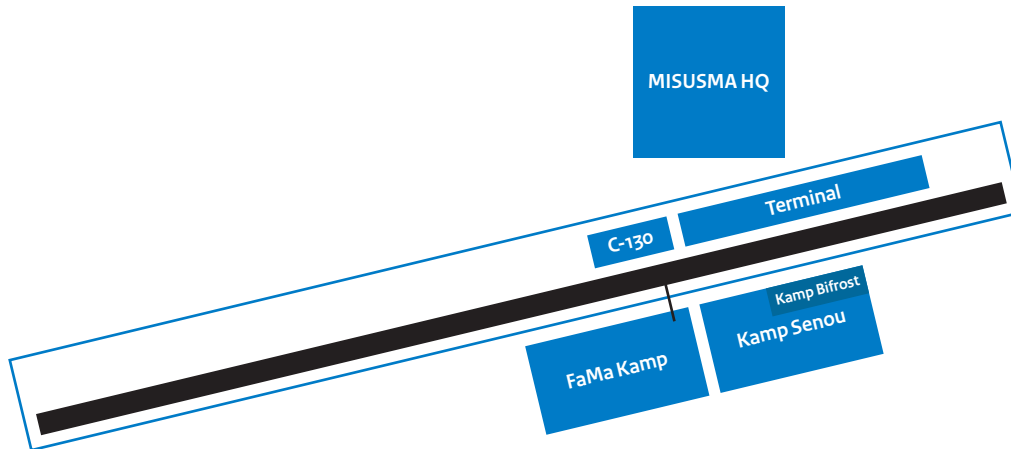 MISUSMA HQ
Terminal
C-130
Kamp Bifrost
Kamp Senou
FaMa Kamp